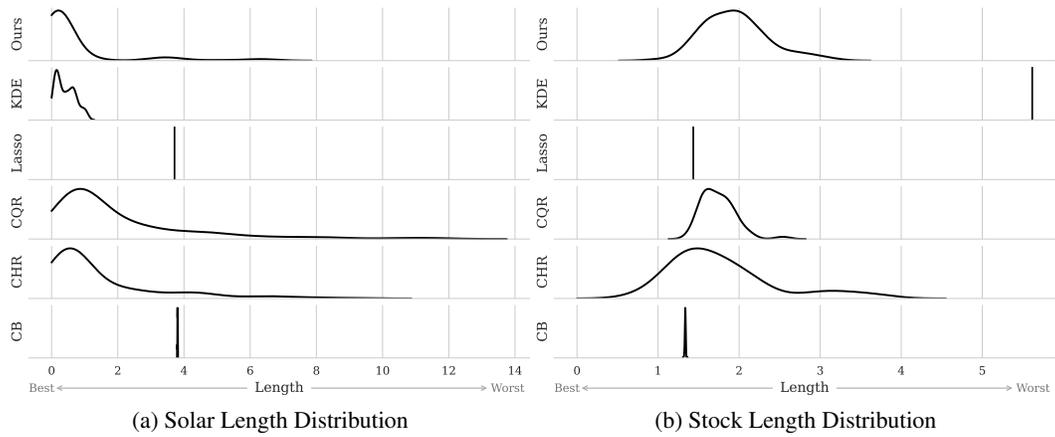 Ours
KDE
Lasso
CQR
CHR
CB
0 2 4 6 8 10 12 14
Best Length Worst
(a) Solar Length Distribution
Ours
KDE
Lasso
CQR
CHR
CB
0 1 2 3 4 5
Best Length Worst
(b) Stock Length Distribution